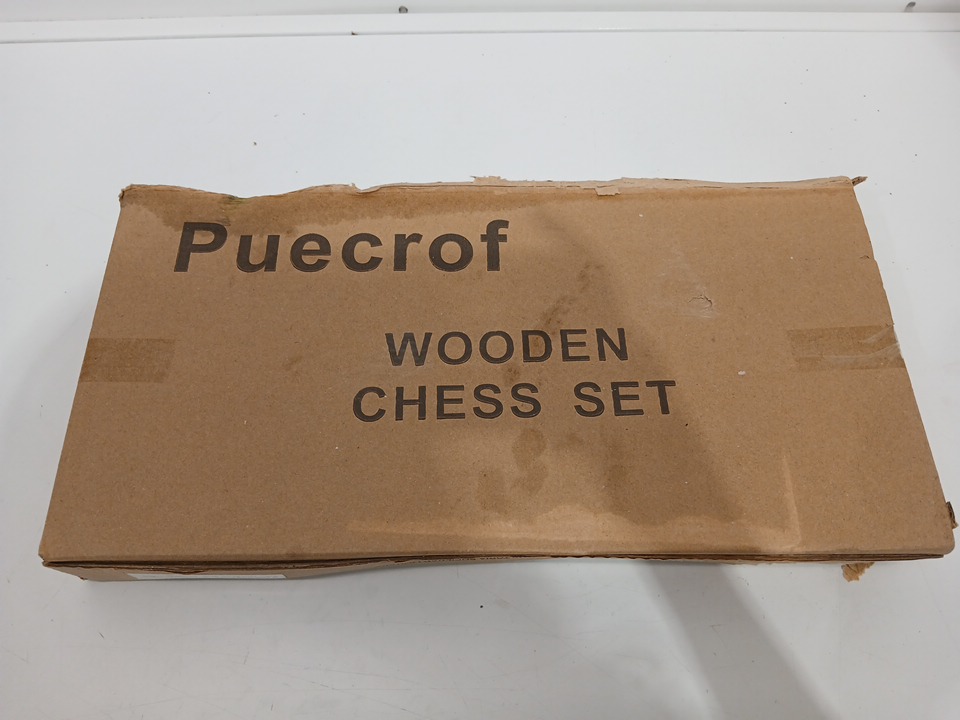 Puecrof
WOODEN
CHESS SET